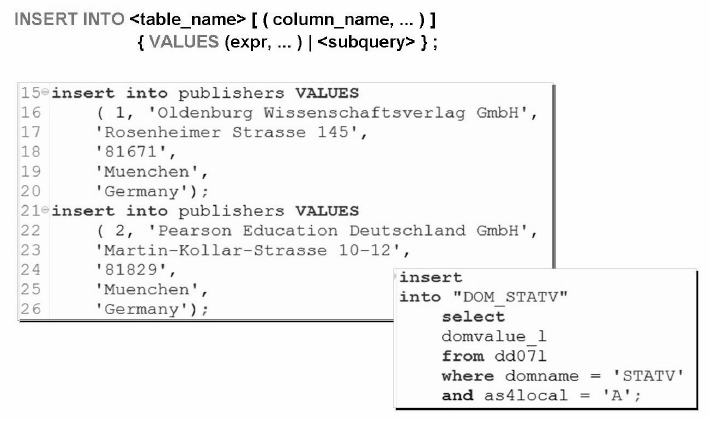 INSERT INTO <table_name> [ ( column_name, ... ) ]
{ VALUES (expr, ... ) | <subquery> } ;
15 insert into publishers VALUES
16 ( 1, 'Oldenburg Wissenschaftsverlag GmbH',
17 'Rosenheimer Strasse 145',
18 '81671',
19 'Muenchen',
20 'Germany');
21 insert into publishers VALUES
22 ( 2, 'Pearson Education Deutschland GmbH',
23 'Martin-Kollar-Strasse 10-12',
24 '81829',
25 'Muenchen',
26 'Germany');
insert
into "DOM_STATV"
select
domvalue_l
from dd07l
where domname = 'STATV'
and as4local = 'A';